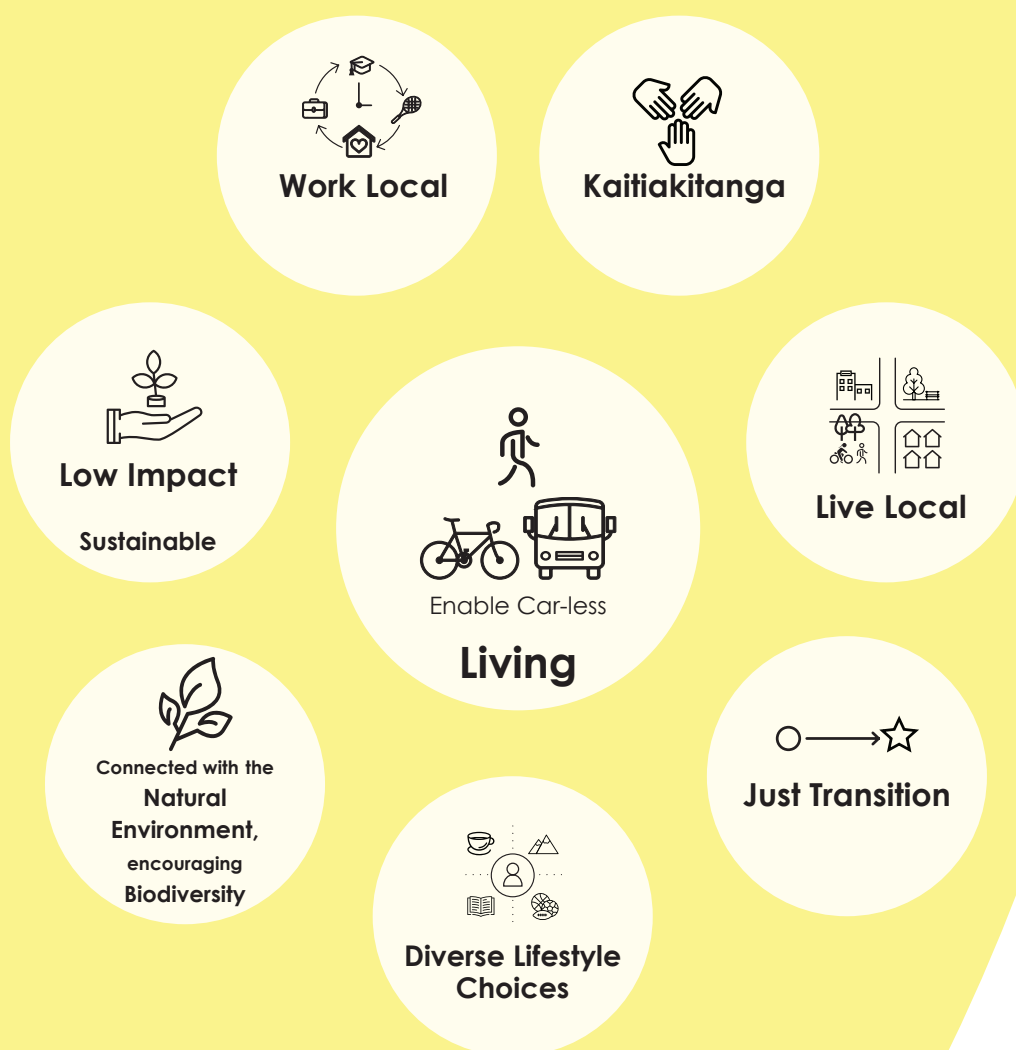 Work Local
Kaitiakitanga
Low Impact
Sustainable
Live Local
Enable Car-less
Living
Connected with the
Natural
Environment,
encouraging
Biodiversity
Just Transition
Diverse Lifestyle
Choices